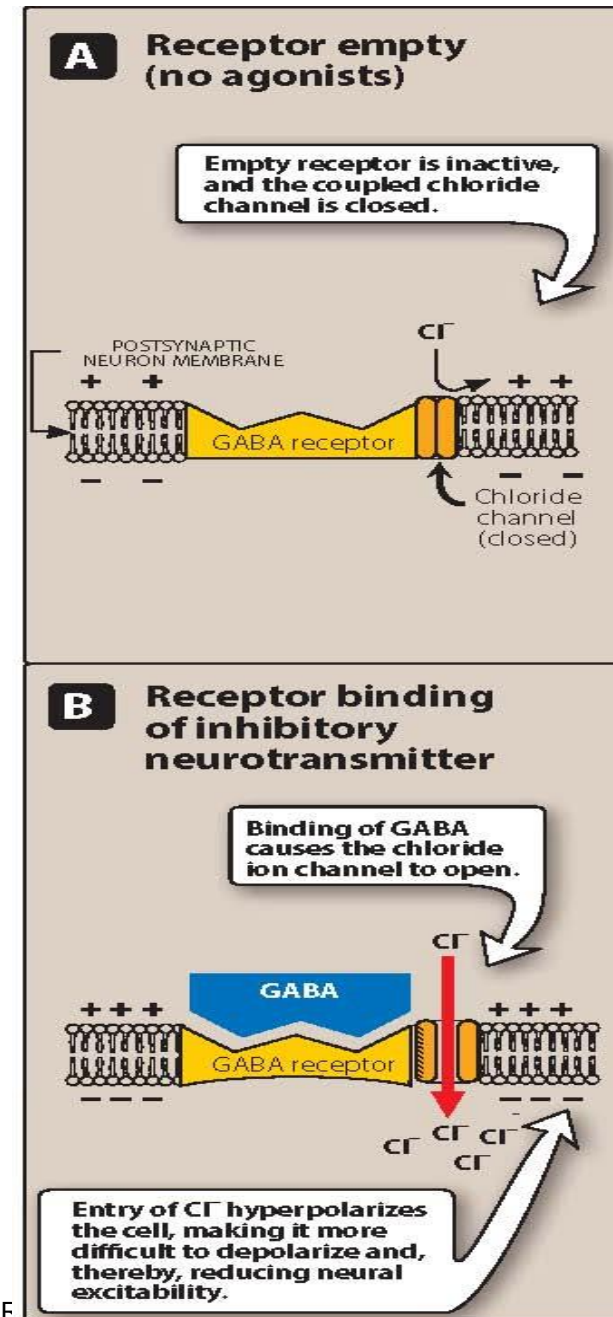 A
Receptor empty
(no agonists)
Empty receptor is inactive,
and the coupled chloride
channel is closed.
POSTSYNAPTIC
NEURON MEMBRANE
Cl⁻
+ +
+ +
GABA receptor
– –
– –
Chloride
channel
(closed)
B
Receptor binding
of inhibitory
neurotransmitter
Binding of GABA
causes the chloride
ion channel to open.
Cl⁻
GABA
+++
+++
GABA receptor
–––
–––
Cl⁻ Cl⁻ Cl⁻
Cl⁻
Entry of Cl⁻ hyperpolarizes
the cell, making it more
difficult to depolarize and,
thereby, reducing neural
excitability.